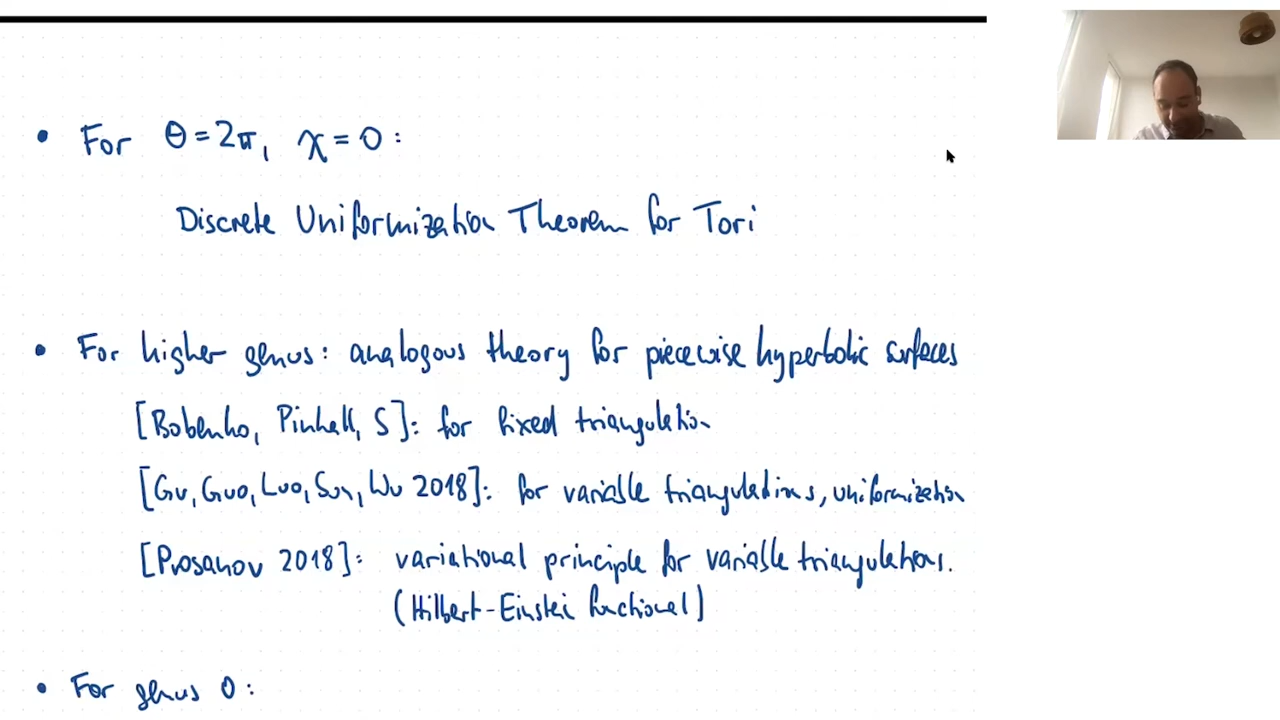 • For Θ = 2π, χ = 0 :
Discrete Uniformization Theorem for Tori
• For higher genus: analogous theory for piecewise hyperbolic surfaces
[Bobenko, Pinkall, S]: for fixed triangulation
[Gu, Guo, Luo, Sun, Wu 2018]: for variable triangulations, uniformization
[Prosanov 2018]: variational principle for variable triangulations.
(Hilbert-Einstein functional)
• For genus 0 :